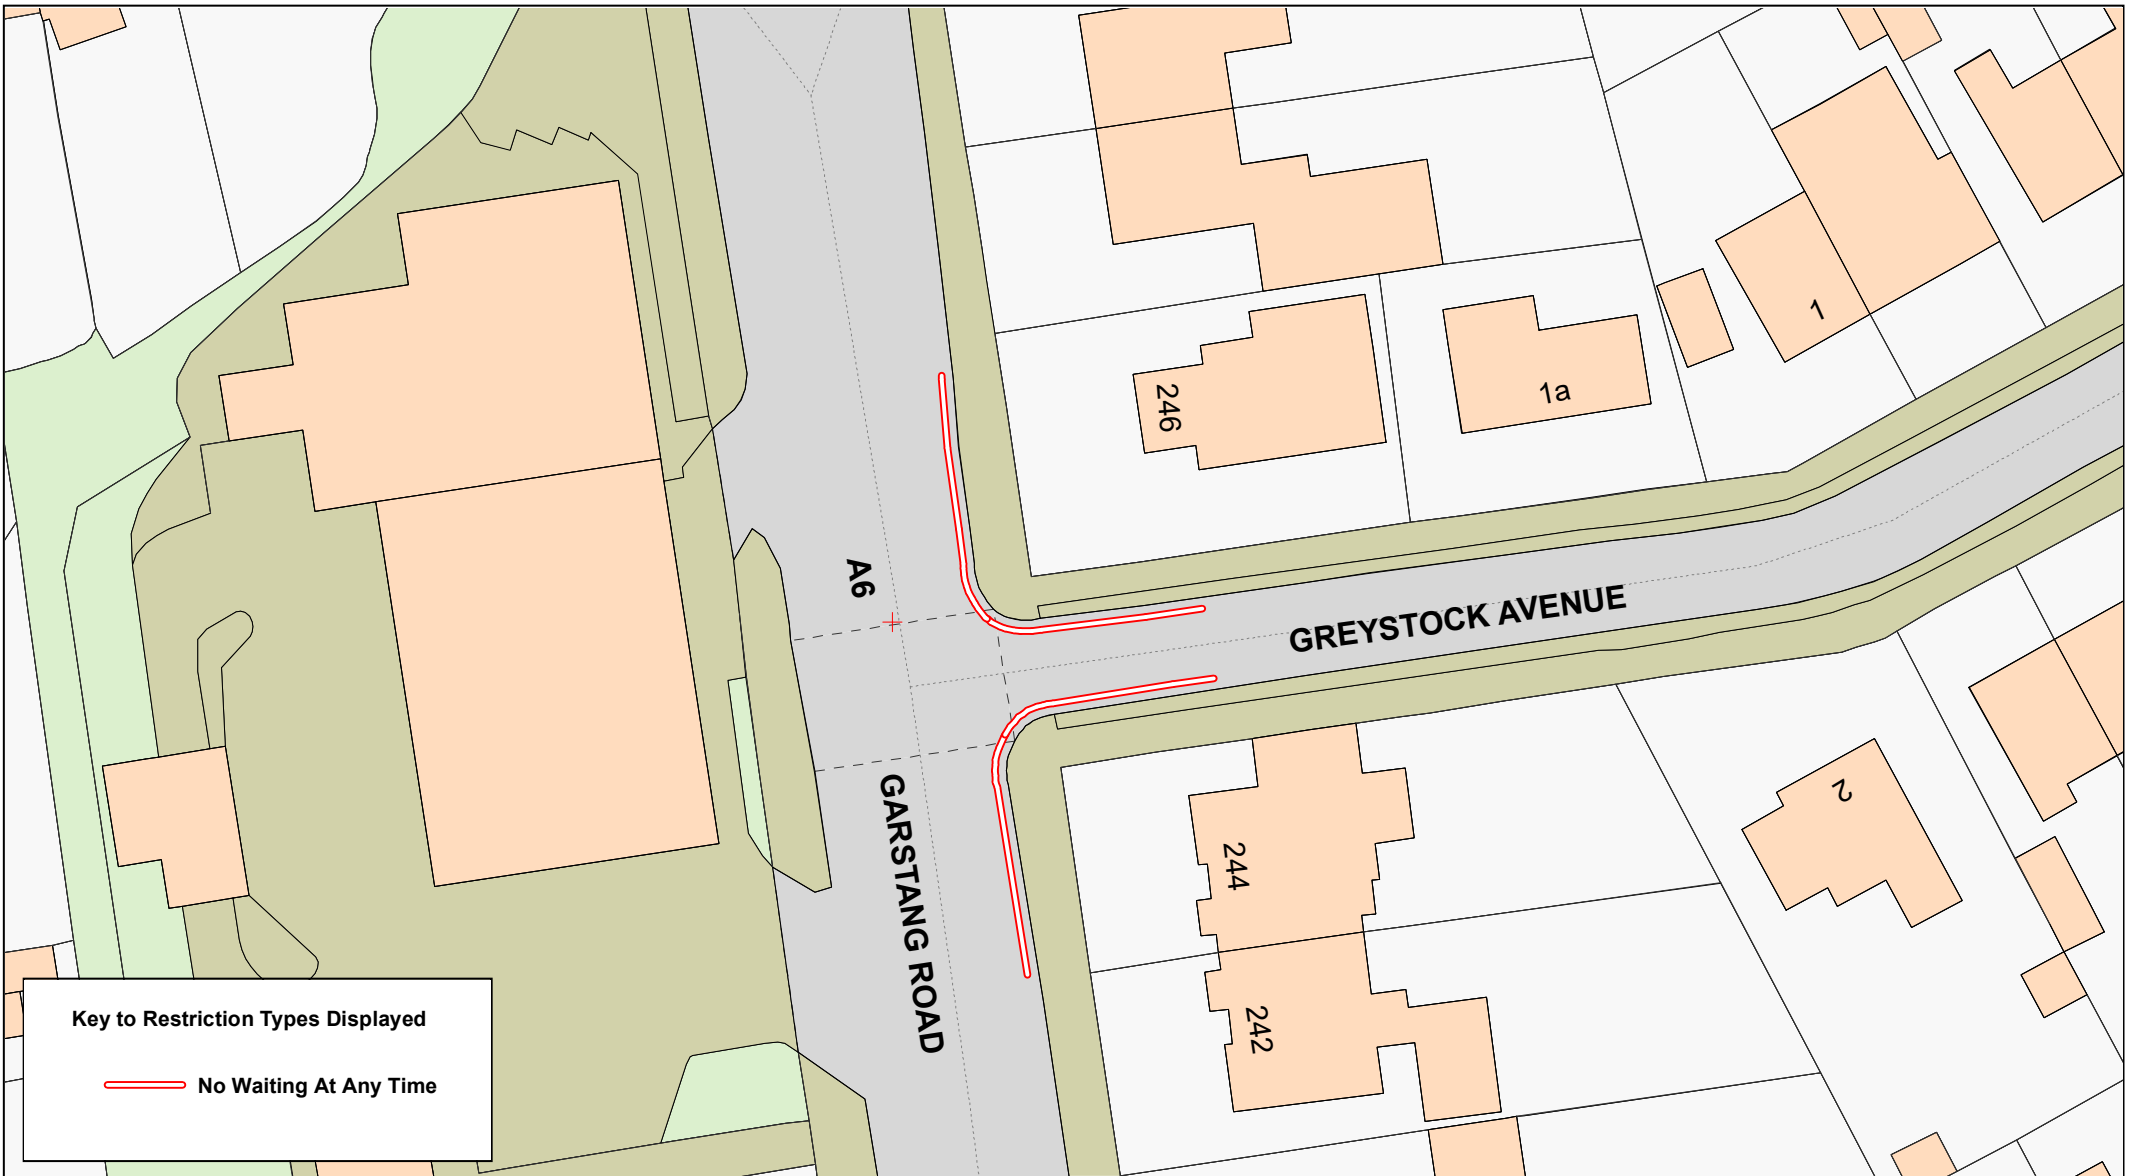 1
246
1a
A6
GREYSTOCK AVENUE
2
GARSTANG ROAD
244
242
Key to Restriction Types Displayed
No Waiting At Any Time